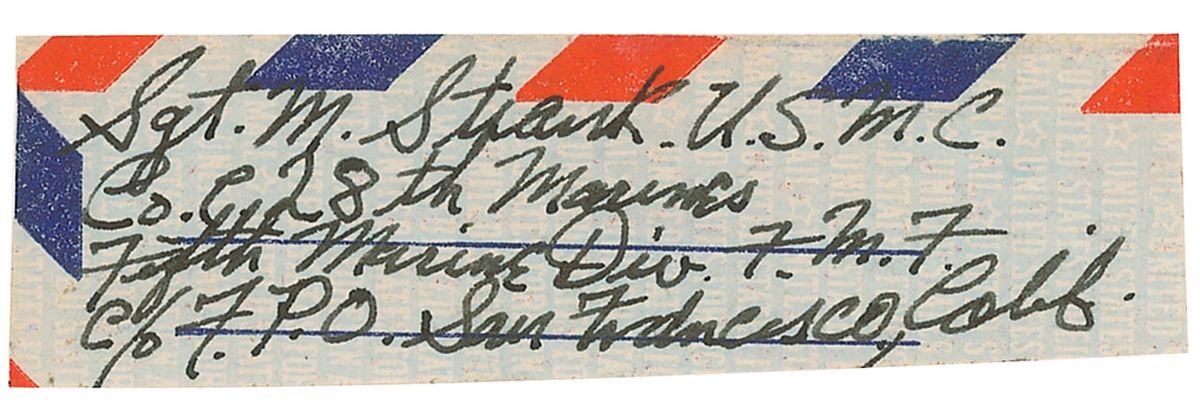 Sgt. M. Strank. U.S.M.C.
Co. E. 28th Marines
Fifth Marine Div. F.M.F.
C/o F.P.O. San Francisco, Calif.